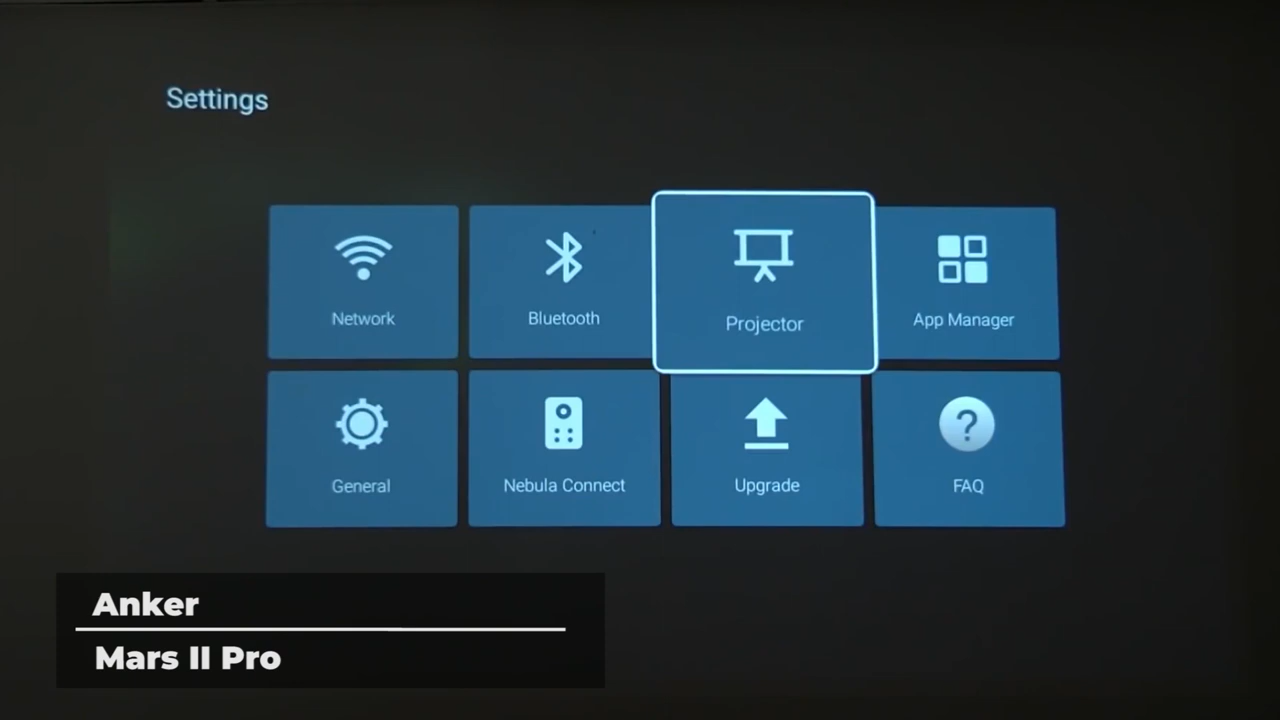 Settings
Network
Bluetooth
Projector
App Manager
General
Nebula Connect
Upgrade
FAQ
Anker
Mars II Pro